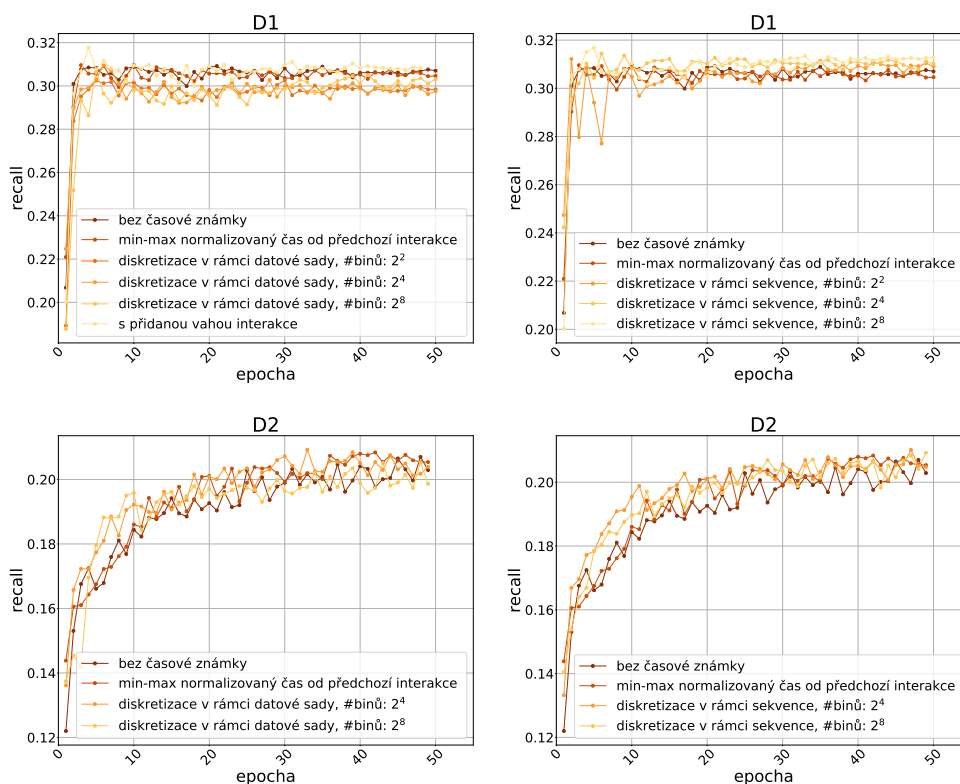 D1
0.32
0.30
0.28
0.26
0.24
0.22
0.20
recall
bez časové známky
min-max normalizovaný čas od předchozí interakce
diskretizace v rámci datové sady, #binů: 2²
diskretizace v rámci datové sady, #binů: 2⁴
diskretizace v rámci datové sady, #binů: 2⁸
s přidanou vahou interakce
0
10
20
30
40
50
epocha
D1
0.32
0.30
0.28
0.26
0.24
0.22
0.20
recall
bez časové známky
min-max normalizovaný čas od předchozí interakce
diskretizace v rámci sekvence, #binů: 2²
diskretizace v rámci sekvence, #binů: 2⁴
diskretizace v rámci sekvence, #binů: 2⁸
0
10
20
30
40
50
epocha
D2
0.20
0.18
0.16
0.14
0.12
recall
bez časové známky
min-max normalizovaný čas od předchozí interakce
diskretizace v rámci datové sady, #binů: 2⁴
diskretizace v rámci datové sady, #binů: 2⁸
0
10
20
30
40
50
epocha
D2
0.20
0.18
0.16
0.14
0.12
recall
bez časové známky
min-max normalizovaný čas od předchozí interakce
diskretizace v rámci sekvence, #binů: 2⁴
diskretizace v rámci sekvence, #binů: 2⁸
0
10
20
30
40
50
epocha